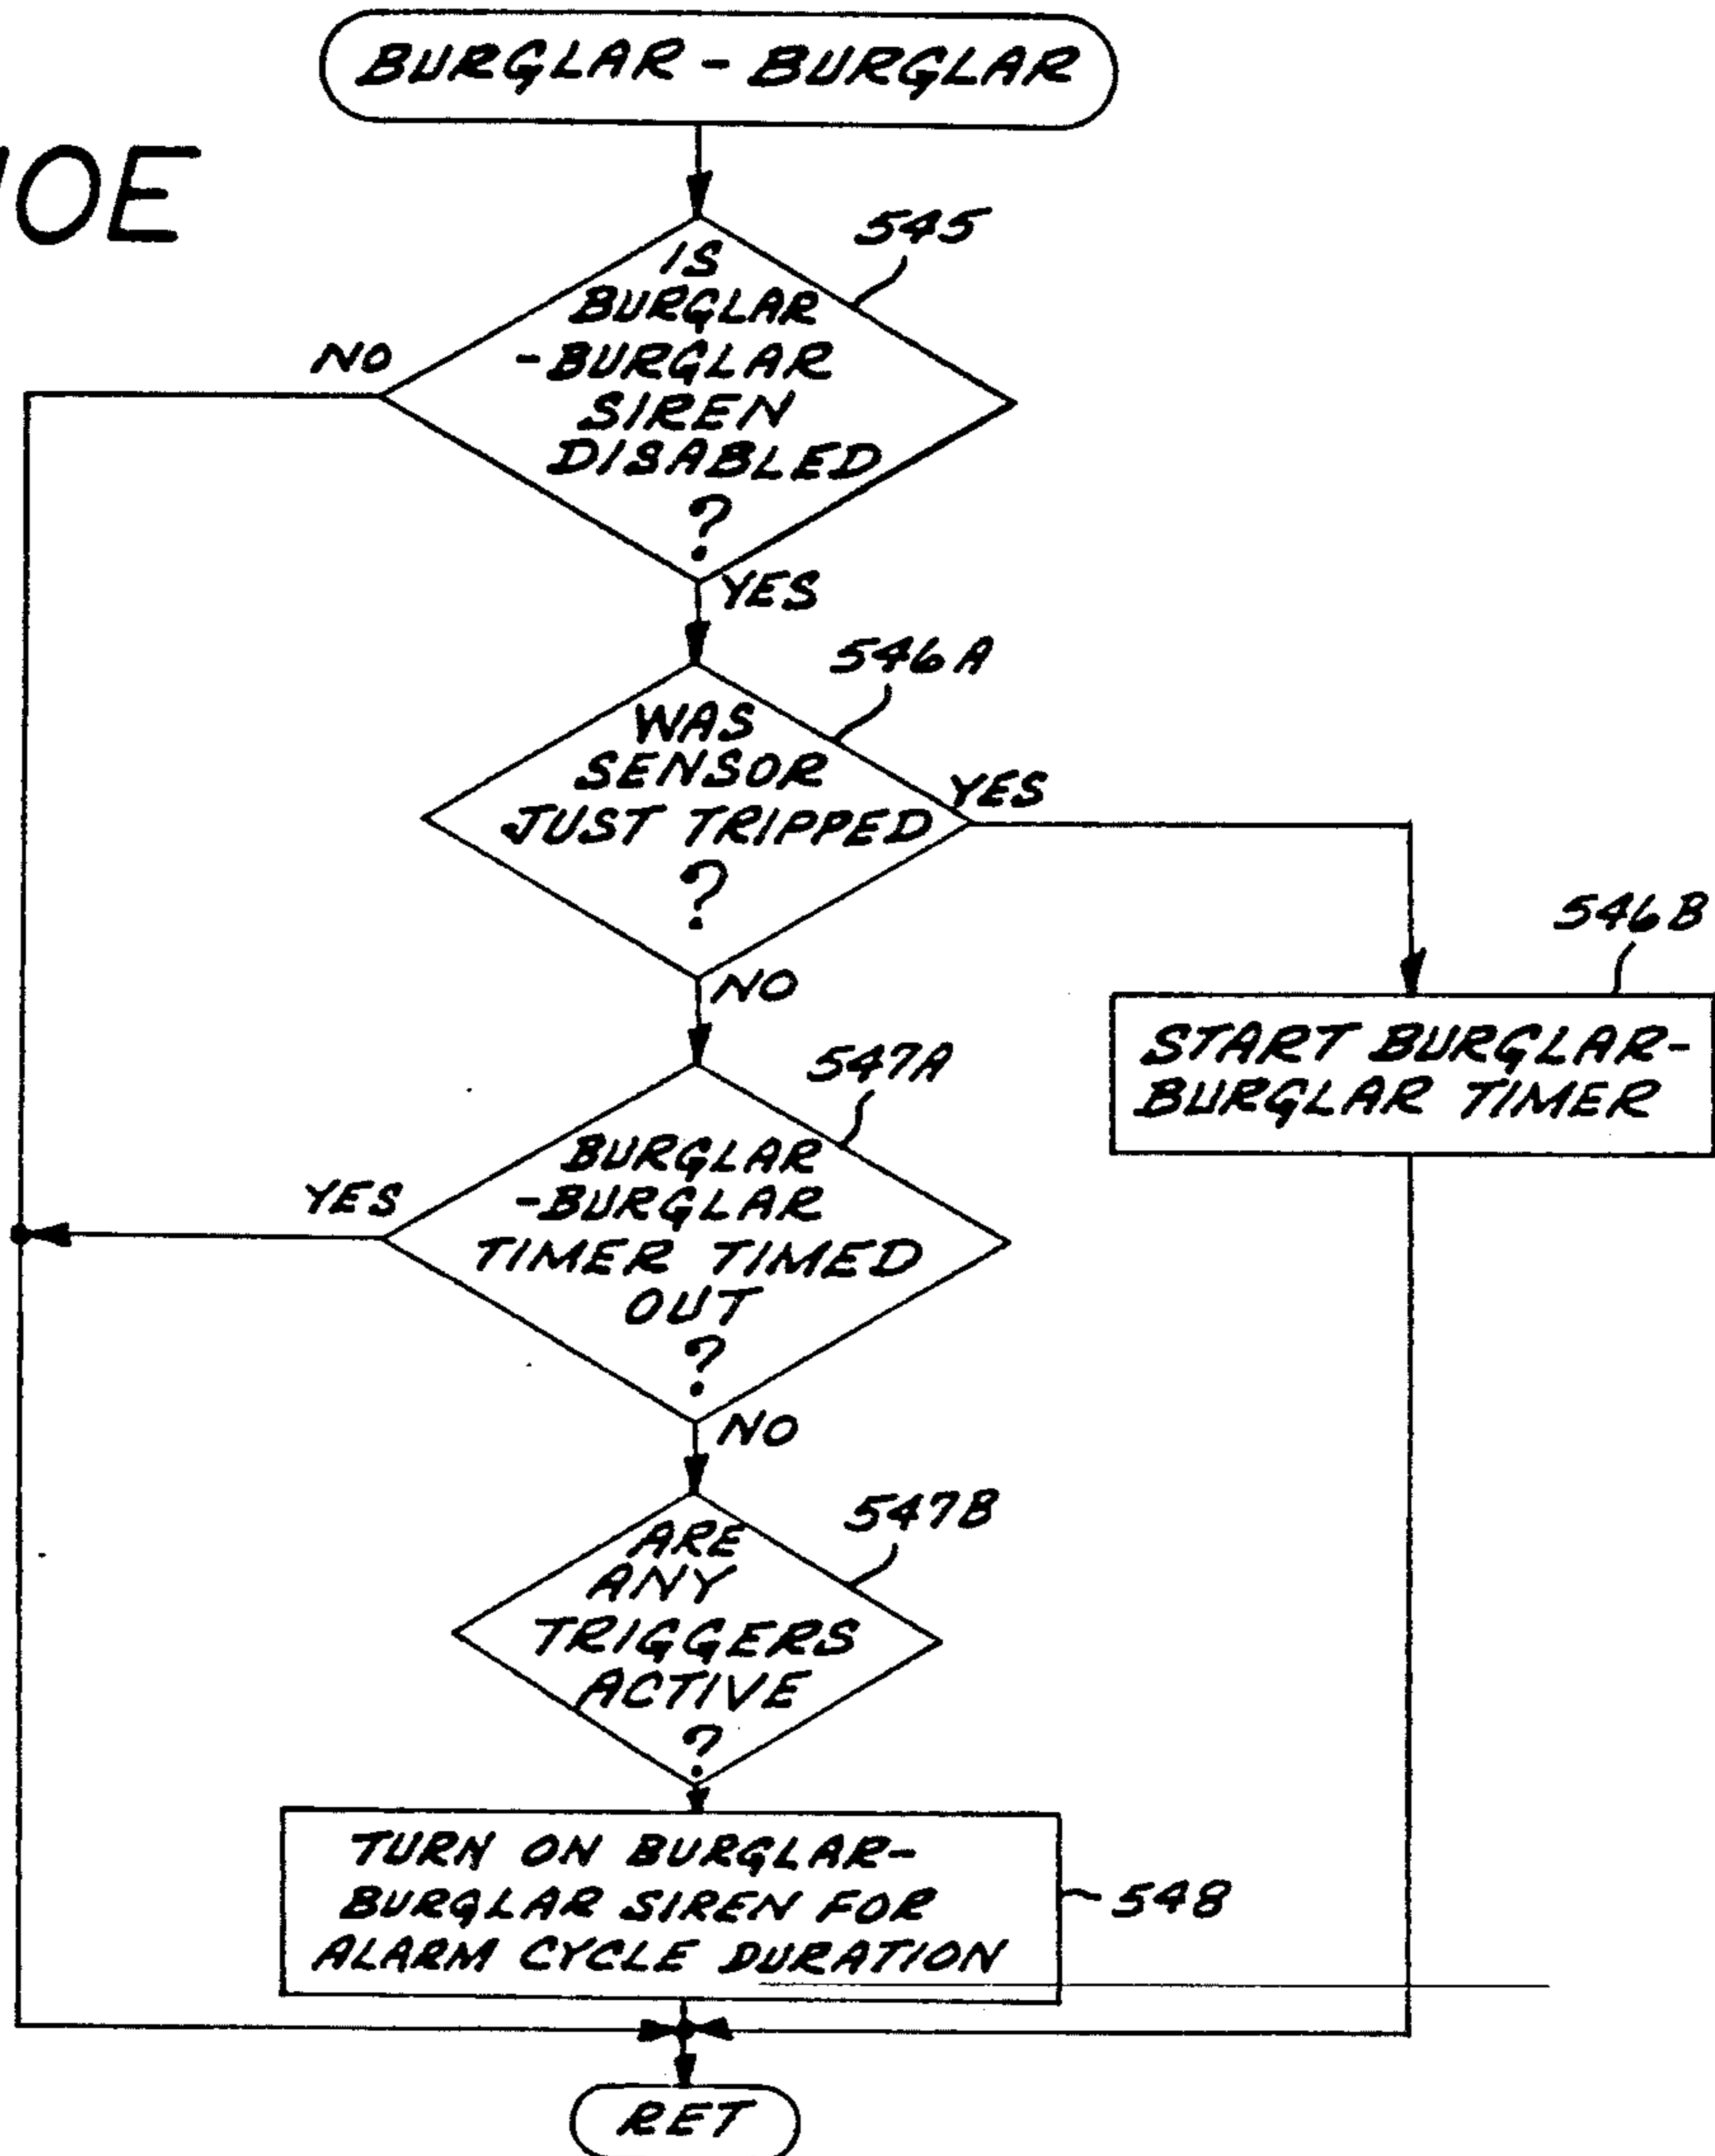 BURGLAR - BURGLAR
10E
545
IS
BURGLAR
-BURGLAR
SIREN
DISABLED
?
NO
YES
546A
WAS
SENSOR
JUST TRIPPED
?
YES
NO
546B
START BURGLAR-
BURGLAR TIMER
547A
BURGLAR
-BURGLAR
TIMER TIMED
OUT
?
YES
NO
547B
ARE
ANY
TRIGGERS
ACTIVE
?
TURN ON BURGLAR-
BURGLAR SIREN FOR
ALARM CYCLE DURATION
548
RET